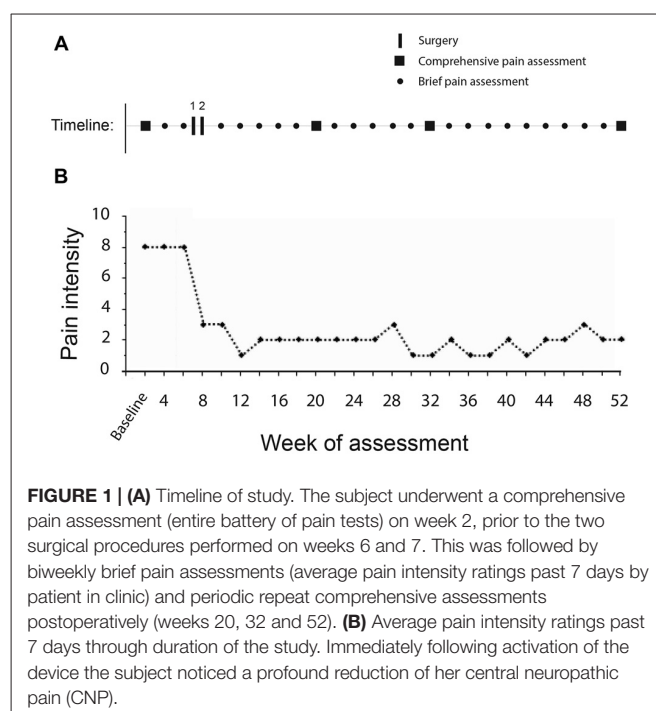 A
Surgery
Comprehensive pain assessment
Brief pain assessment
1 2
Timeline:
B
Pain intensity
10
8
6
4
2
0
Baseline 4 8 12 16 20 24 28 32 36 40 44 48 52
Week of assessment
FIGURE 1 | (A) Timeline of study. The subject underwent a comprehensive
pain assessment (entire battery of pain tests) on week 2, prior to the two
surgical procedures performed on weeks 6 and 7. This was followed by
biweekly brief pain assessments (average pain intensity ratings past 7 days by
patient in clinic) and periodic repeat comprehensive assessments
postoperatively (weeks 20, 32 and 52). (B) Average pain intensity ratings past
7 days through duration of the study. Immediately following activation of the
device the subject noticed a profound reduction of her central neuropathic
pain (CNP).